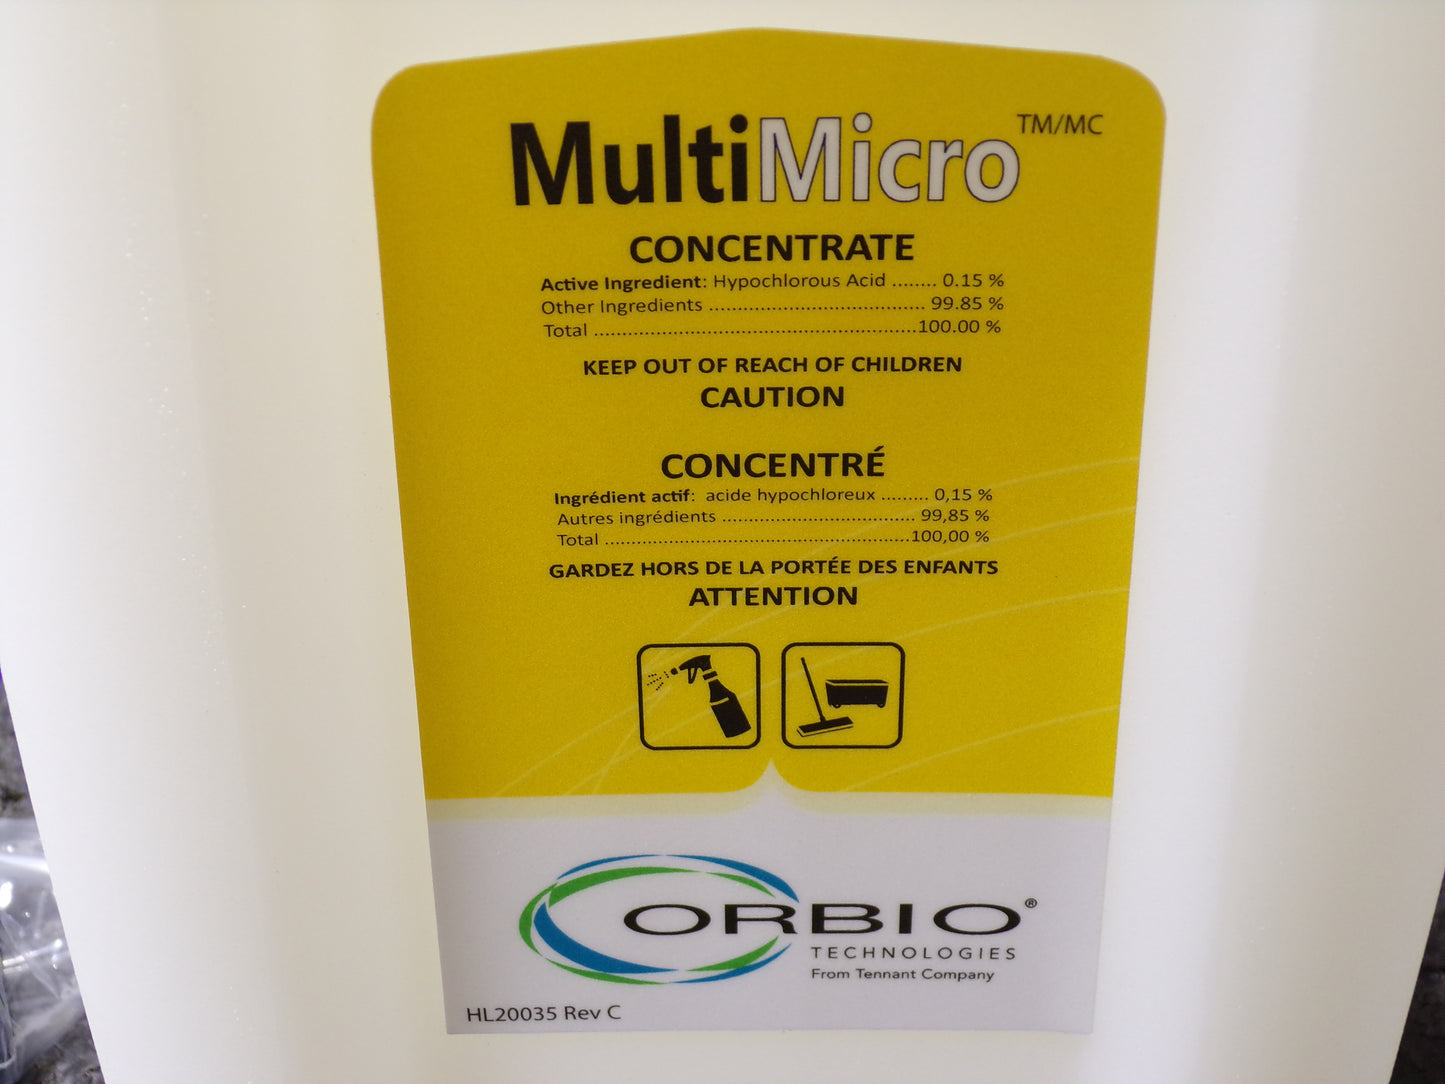 MultiMicro TM/MC
CONCENTRATE
Active Ingredient: Hypochlorous Acid ........ 0.15 %
Other Ingredients ...................................... 99.85 %
Total .........................................................100.00 %
KEEP OUT OF REACH OF CHILDREN
CAUTION
CONCENTRÉ
Ingrédient actif: acide hypochloreux ......... 0,15 %
Autres ingrédients ..................................... 99,85 %
Total .........................................................100,00 %
GARDEZ HORS DE LA PORTÉE DES ENFANTS
ATTENTION
ORBIO®
TECHNOLOGIES
From Tennant Company
HL20035 Rev C